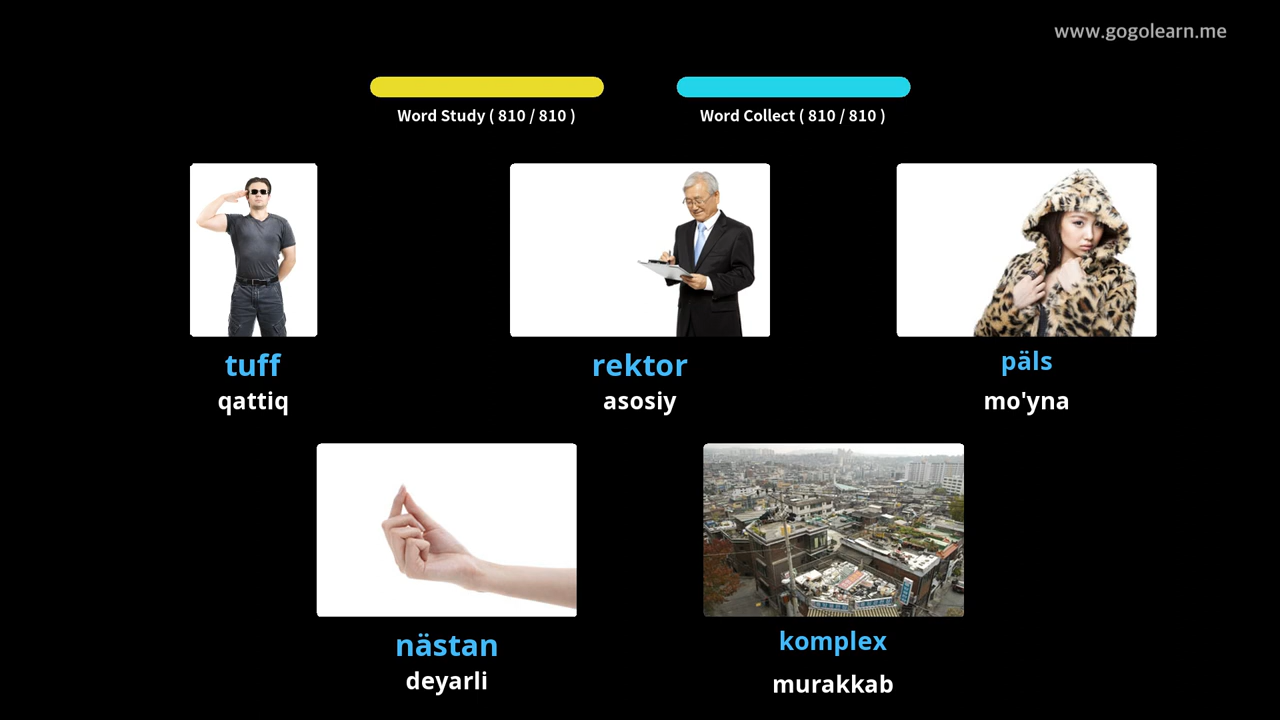 www.gogolearn.me
Word Study ( 810 / 810 )
Word Collect ( 810 / 810 )
tuff
qattiq
rektor
asosiy
päls
mo'yna
nästan
deyarli
komplex
murakkab